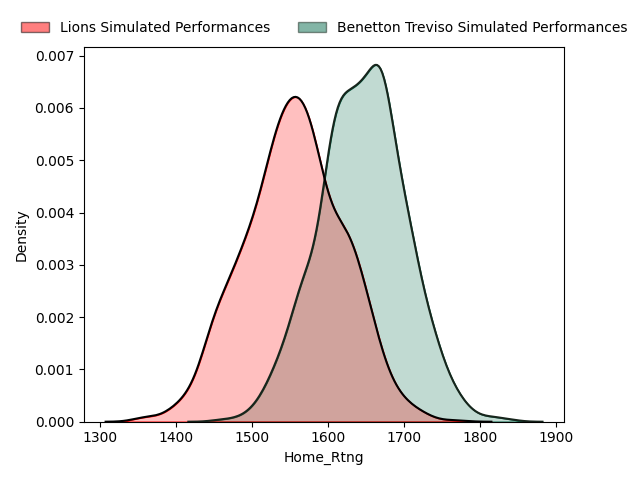 Lions Simulated Performances Benetton Treviso Simulated Performances
0.007
0.006
0.005
0.004
0.003
0.002
0.001
0.000
Density
1300 1400 1500 1600 1700 1800 1900
Home_Rtng